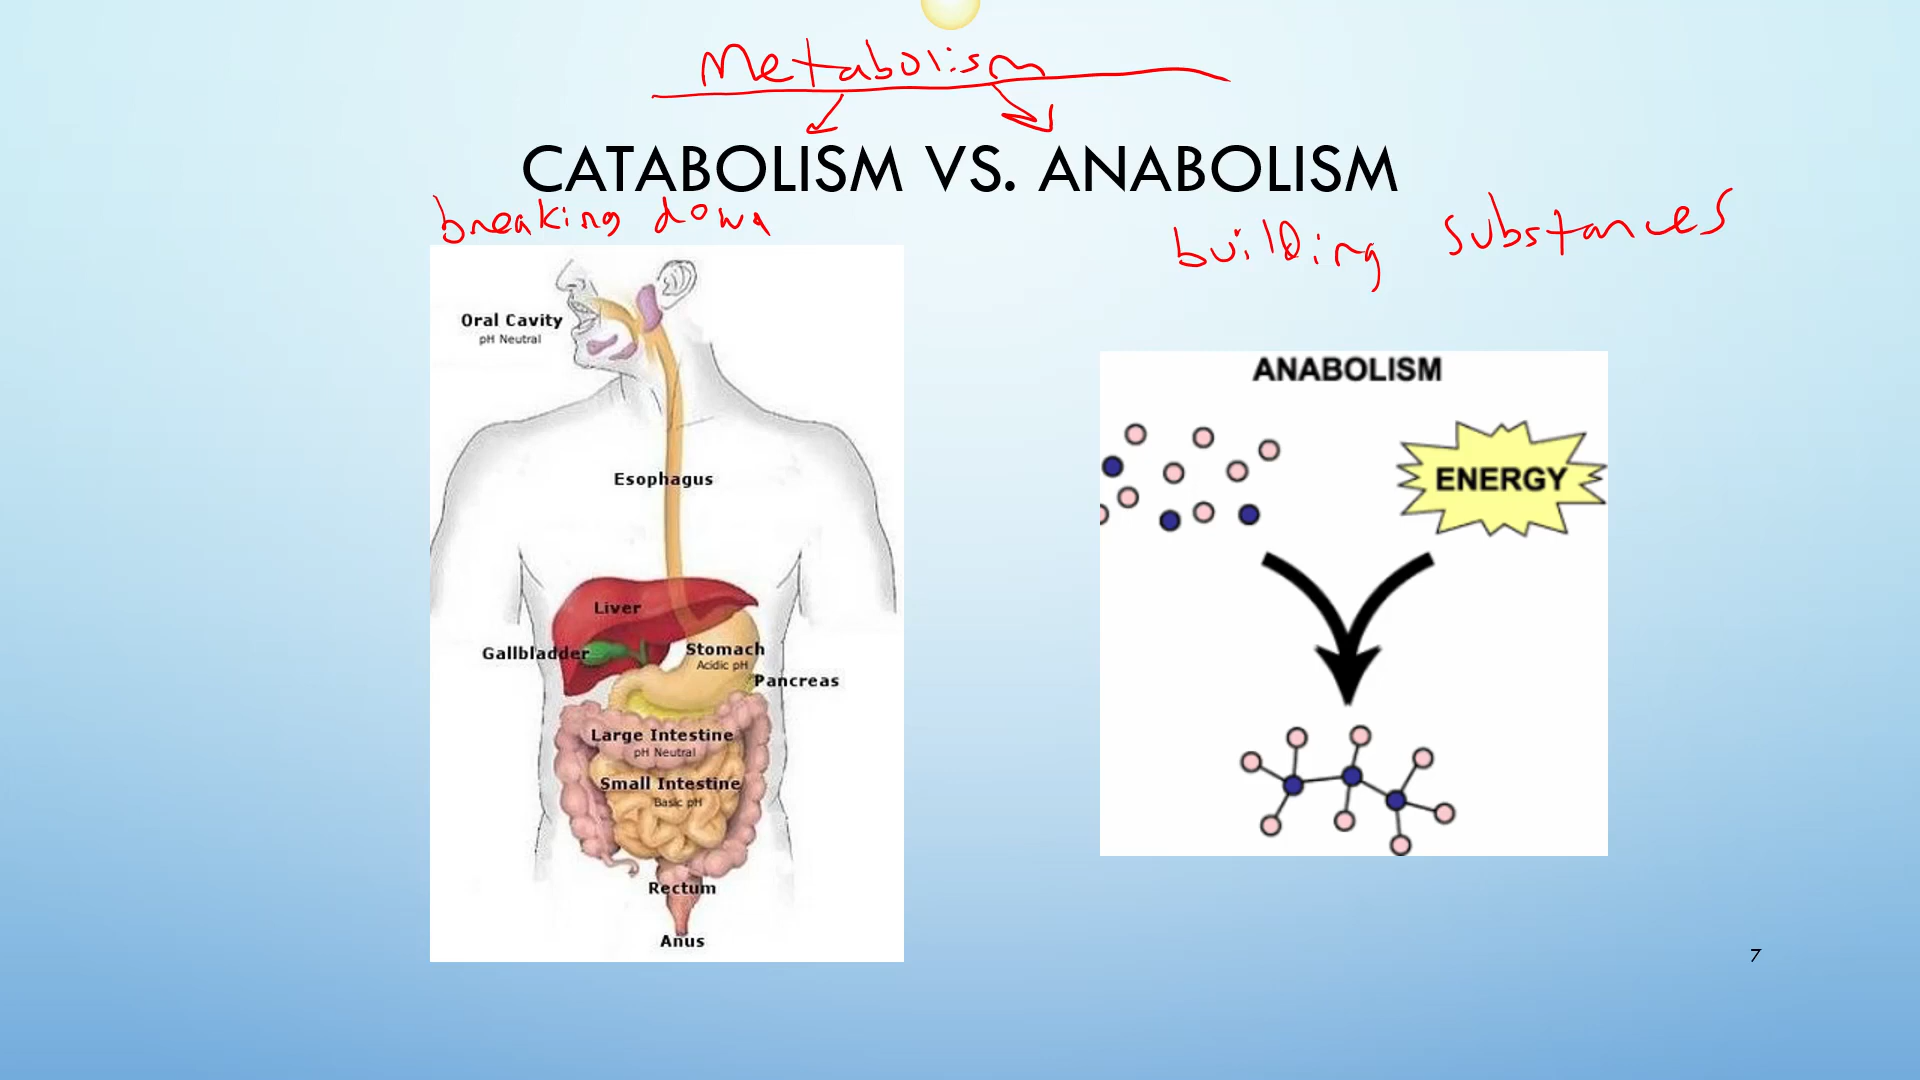 Metabolism
CATABOLISM VS. ANABOLISM
breaking down
building substances
Oral Cavity
pH Neutral
Esophagus
Liver
Gallbladder
Stomach
Acidic pH
Pancreas
Large Intestine
pH Neutral
Small Intestine
Basic pH
Rectum
Anus
ANABOLISM
ENERGY
7